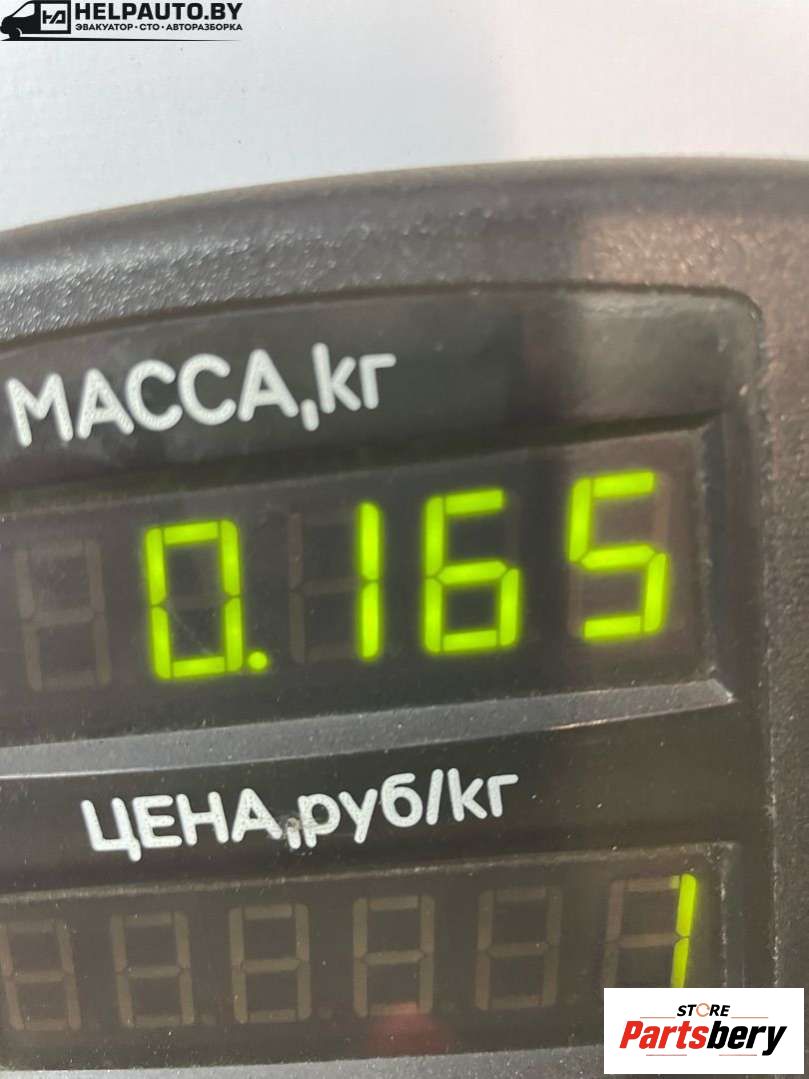 HELPAUTO.BY
ЭВАКУАТОР • СТО • АВТОРАЗБОРКА
МАССА,кг
0.165
ЦЕНА,руб/кг
1
STORE
Partsbery